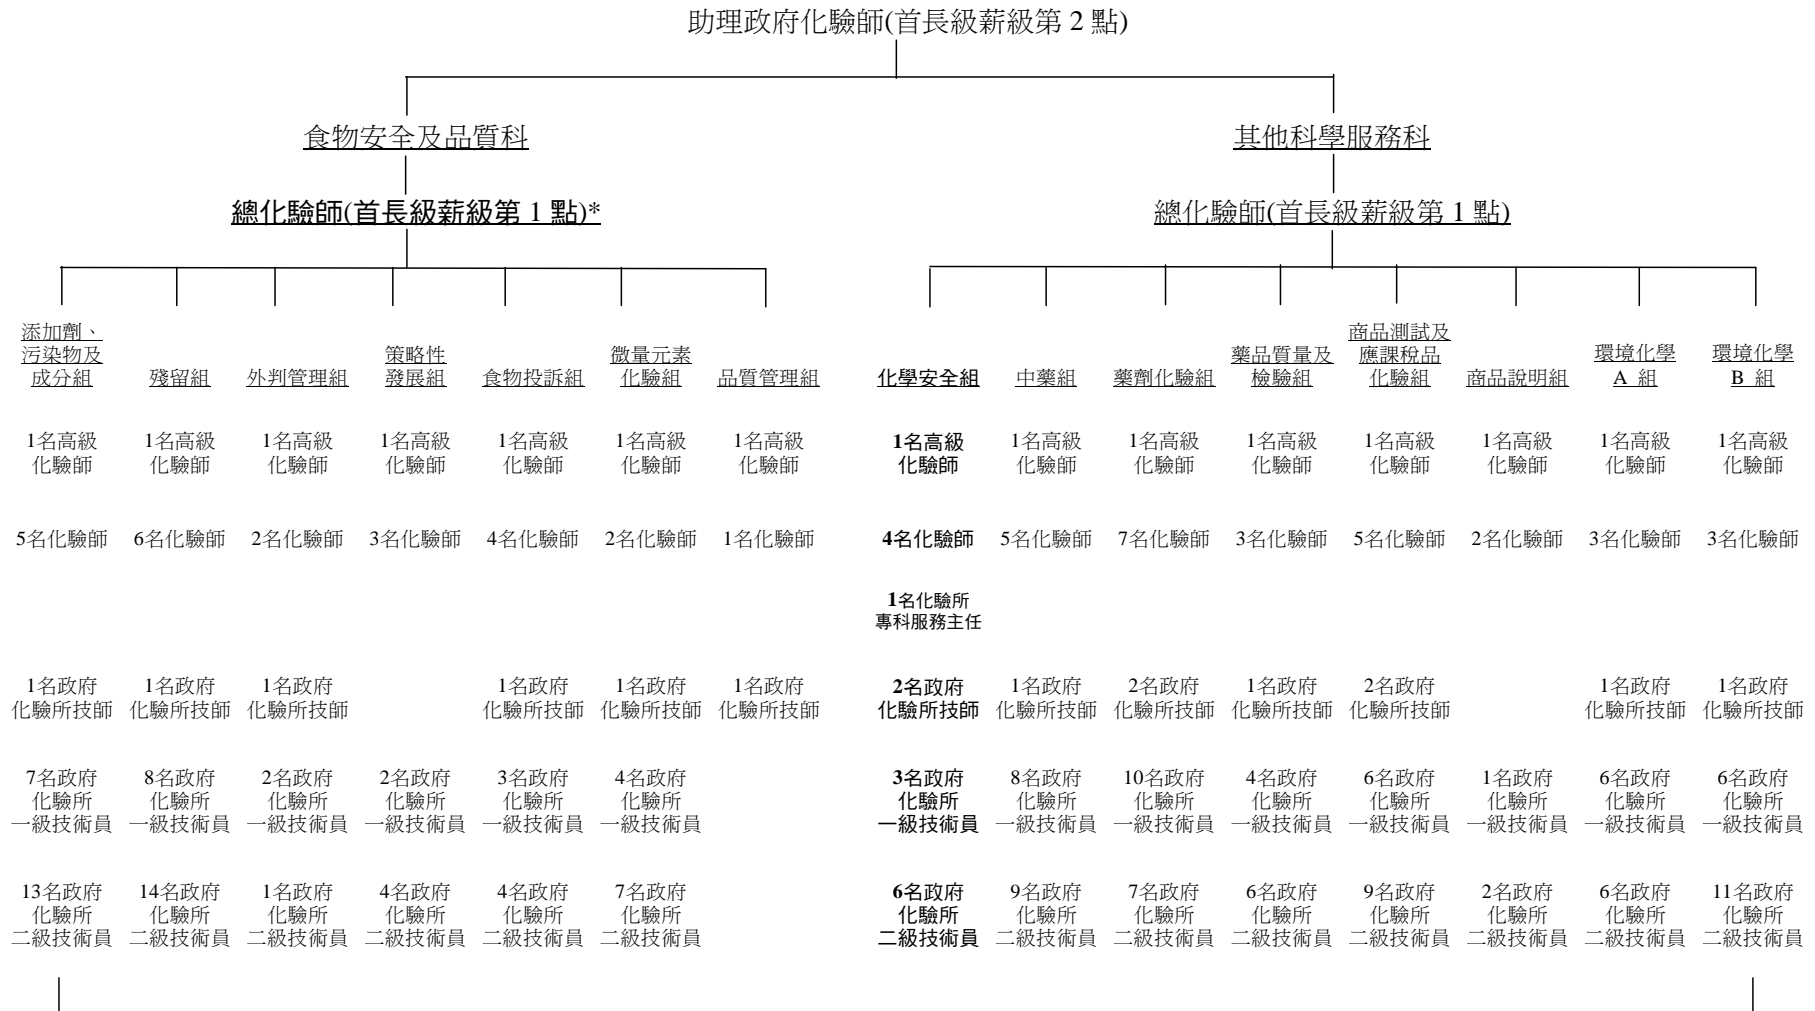 助理政府化驗師(首長級薪級第 2 點)
食物安全及品質科
其他科學服務科
總化驗師(首長級薪級第 1 點)*
總化驗師(首長級薪級第 1 點)
添加劑、
污染物及
成分組
殘留組
外判管理組
策略性
發展組
食物投訴組
微量元素
化驗組
品質管理組
化學安全組
中藥組
藥劑化驗組
藥品質量及
檢驗組
商品測試及
應課稅品
化驗組
商品說明組
環境化學
A 組
環境化學
B 組
1名高級
化驗師
1名高級
化驗師
1名高級
化驗師
1名高級
化驗師
1名高級
化驗師
1名高級
化驗師
1名高級
化驗師
1名高級
化驗師
1名高級
化驗師
1名高級
化驗師
1名高級
化驗師
1名高級
化驗師
1名高級
化驗師
1名高級
化驗師
1名高級
化驗師
5名化驗師
6名化驗師
2名化驗師
3名化驗師
4名化驗師
2名化驗師
1名化驗師
4名化驗師
5名化驗師
7名化驗師
3名化驗師
5名化驗師
2名化驗師
3名化驗師
3名化驗師
1名化驗所
專科服務主任
1名政府
化驗所技師
1名政府
化驗所技師
1名政府
化驗所技師
1名政府
化驗所技師
1名政府
化驗所技師
1名政府
化驗所技師
2名政府
化驗所技師
1名政府
化驗所技師
2名政府
化驗所技師
1名政府
化驗所技師
2名政府
化驗所技師
1名政府
化驗所技師
1名政府
化驗所技師
7名政府
化驗所
一級技術員
8名政府
化驗所
一級技術員
2名政府
化驗所
一級技術員
2名政府
化驗所
一級技術員
3名政府
化驗所
一級技術員
4名政府
化驗所
一級技術員
3名政府
化驗所
一級技術員
8名政府
化驗所
一級技術員
10名政府
化驗所
一級技術員
4名政府
化驗所
一級技術員
6名政府
化驗所
一級技術員
1名政府
化驗所
一級技術員
6名政府
化驗所
一級技術員
6名政府
化驗所
一級技術員
13名政府
化驗所
二級技術員
14名政府
化驗所
二級技術員
1名政府
化驗所
二級技術員
4名政府
化驗所
二級技術員
4名政府
化驗所
二級技術員
7名政府
化驗所
二級技術員
6名政府
化驗所
二級技術員
9名政府
化驗所
二級技術員
7名政府
化驗所
二級技術員
6名政府
化驗所
二級技術員
9名政府
化驗所
二級技術員
2名政府
化驗所
二級技術員
6名政府
化驗所
二級技術員
11名政府
化驗所
二級技術員